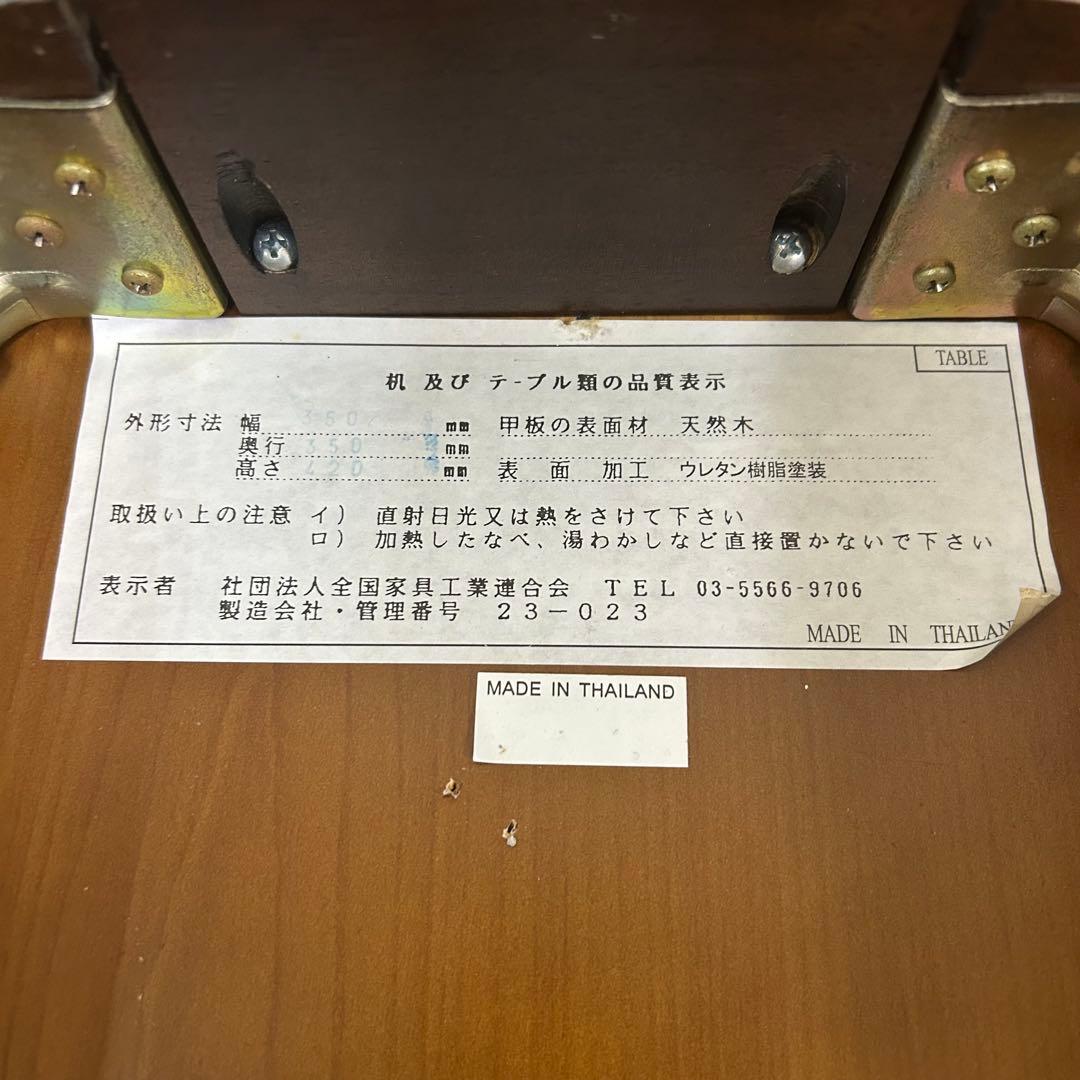 TABLE
机 及び テ-ブル類の品質表示
外形寸法 幅 350 mm 甲板の表面材 天然木
奥行 350 mm
高さ 420 mm 表 面 加工 ウレタン樹脂塗装
取扱い上の注意 イ) 直射日光又は熱をさけて下さい
ロ) 加熱したなべ、湯わかしなど直接置かないで下さい
表示者 社団法人全国家具工業連合会 TEL 03-5566-9706
製造会社・管理番号 23-023
MADE IN THAILAN
MADE IN THAILAND